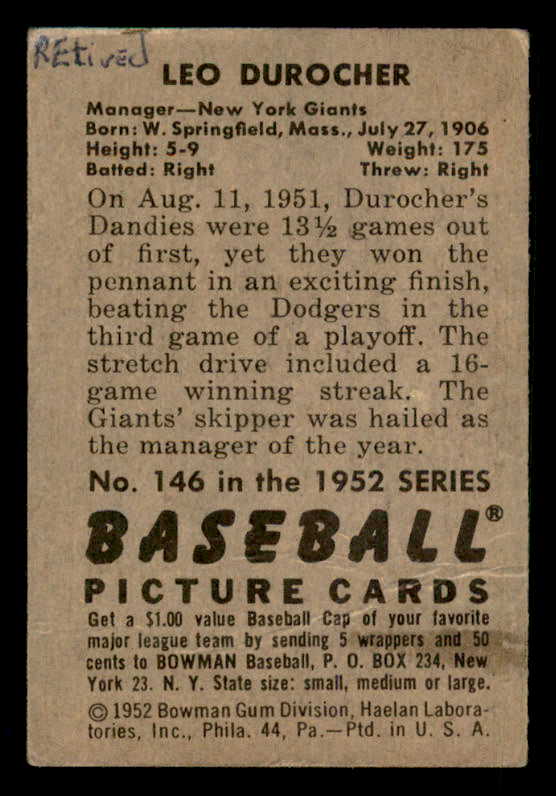 REtired
LEO DUROCHER
Manager—New York Giants
Born: W. Springfield, Mass., July 27, 1906
Height: 5-9 Weight: 175
Batted: Right Threw: Right
On Aug. 11, 1951, Durocher's
Dandies were 13½ games out
of first, yet they won the
pennant in an exciting finish,
beating the Dodgers in the
third game of a playoff. The
stretch drive included a 16-
game winning streak. The
Giants' skipper was hailed as
the manager of the year.
No. 146 in the 1952 SERIES
BASEBALL®
PICTURE CARDS
Get a $1.00 value Baseball Cap of your favorite
major league team by sending 5 wrappers and 50
cents to BOWMAN Baseball, P. O. BOX 234, New
York 23. N. Y. State size: small, medium or large.
©1952 Bowman Gum Division, Haelan Labora-
tories, Inc., Phila. 44, Pa.—Ptd. in U. S. A.